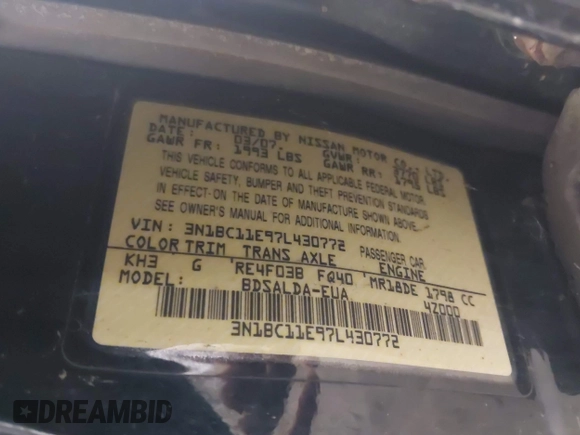 MANUFACTURED BY NISSAN MOTOR CO., LTD.
DATE: 03/07. GVWR:
GAWR FR: 1993 LBS GAWR RR: LBS
THIS VEHICLE CONFORMS TO ALL APPLICABLE FEDERAL MOTOR
VEHICLE SAFETY, BUMPER AND THEFT PREVENTION STANDARDS
IN EFFECT ON THE DATE OF MANUFACTURE SHOWN ABOVE.
SEE OWNER'S MANUAL FOR ADDITIONAL INFORMATION.
VIN: 3N1BC11E97L430772 PASSENGER CAR
COLOR TRIM TRANS AXLE ENGINE
KH3 G RE4F03B FQ40 MR18DE 1798 CC
MODEL: BDSALDA-EUA 4Z000
3N1BC11E97L430772
DREAMBID